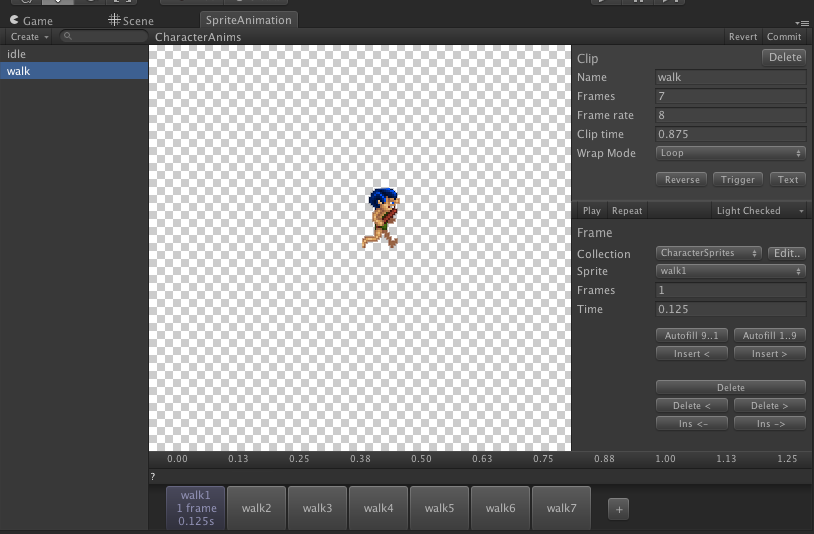 Game Scene SpriteAnimation
Create CharacterAnims Revert Commit
idle
walk
Clip Delete
Name walk
Frames 7
Frame rate 8
Clip time 0.875
Wrap Mode Loop
Reverse Trigger Text
Play Repeat Light Checked
Frame
Collection CharacterSprites Edit..
Sprite walk1
Frames 1
Time 0.125
Autofill 9..1 Autofill 1..9
Insert < Insert >
Delete
Delete < Delete >
Ins <- Ins ->
0.00 0.13 0.25 0.38 0.50 0.63 0.75 0.88 1.00 1.13 1.25
?
walk1
1 frame
0.125s
walk2 walk3 walk4 walk5 walk6 walk7 +